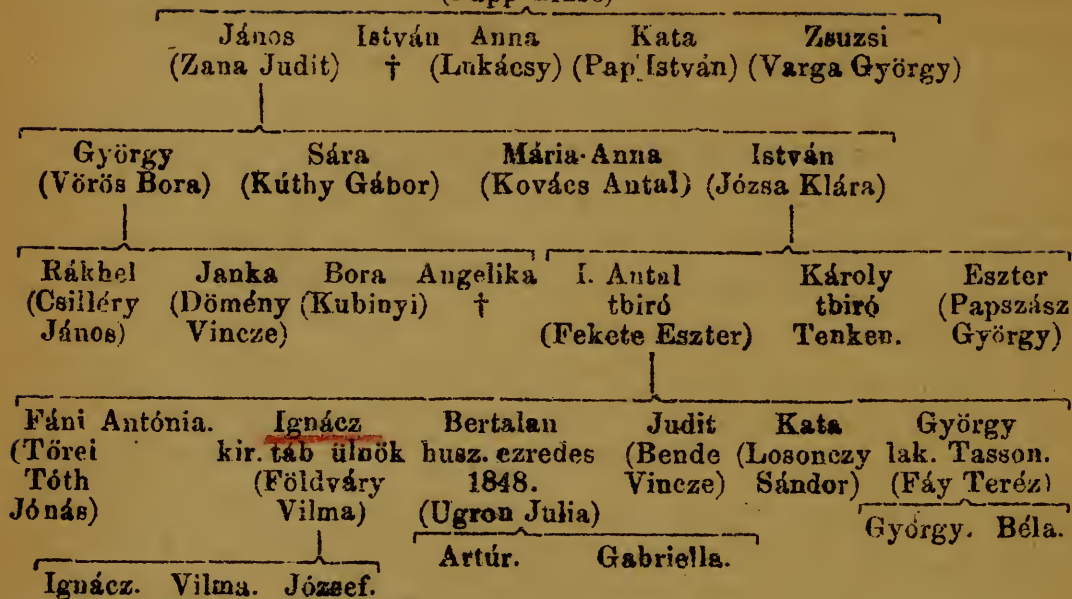 János István Anna Kata Zsuzsi
(Zana Judit) † (Lukácsy) (Pap István) (Varga György)
György Sára Mária-Anna István
(Vörös Bora) (Kúthy Gábor) (Kovács Antal) (Józsa Klára)
Rákhel Janka Bora Angelika I. Antal Károly Eszter
(Csilléry (Dömény (Kubinyi) † tbiró tbiró (Papszász
János) Vincze) (Fekete Eszter) Tenken. György)
Fáni Antónia. Ignácz Bertalan Judit Kata György
(Törei kir. táb ülnök husz. ezredes (Bende (Losonczy lak. Tasson.
Tóth (Földváry 1848. Vincze) Sándor) (Fáy Teréz)
Jónás) Vilma) (Ugron Julia)
György. Béla.
Artúr. Gabriella.
Ignácz. Vilma. József.